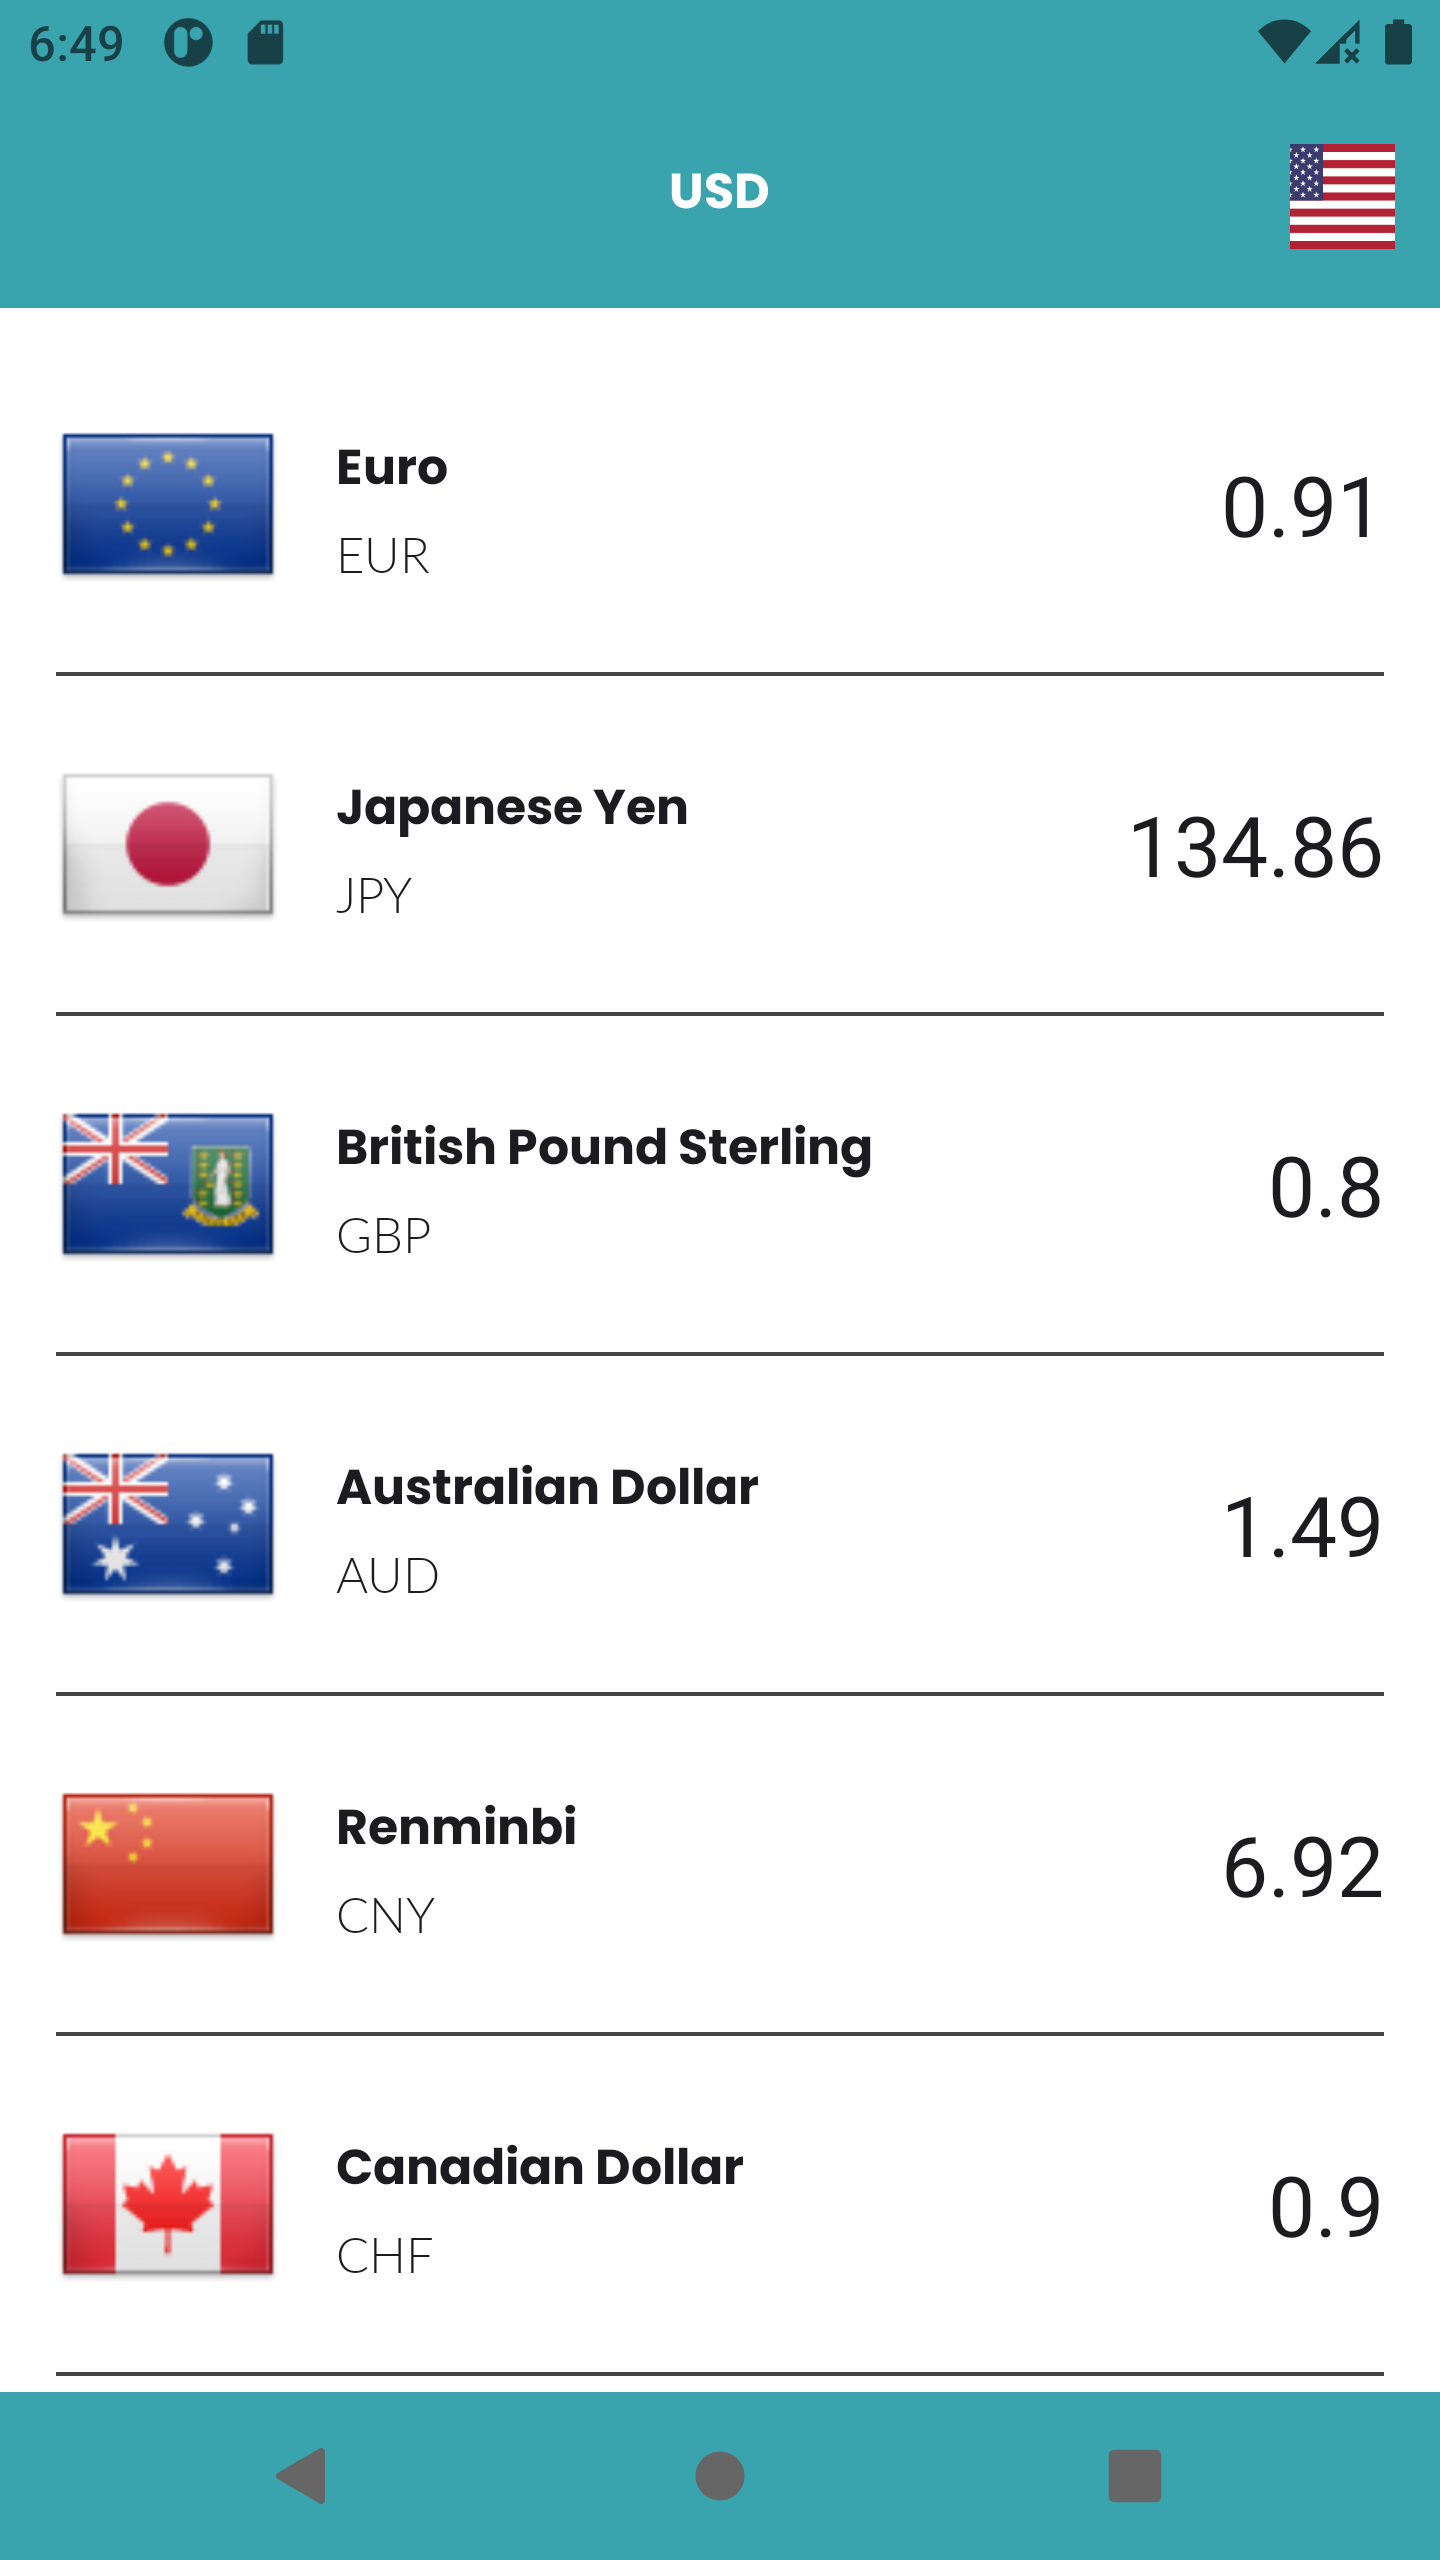 6:49
USD
Euro
EUR
0.91
Japanese Yen
JPY
134.86
British Pound Sterling
GBP
0.8
Australian Dollar
AUD
1.49
Renminbi
CNY
6.92
Canadian Dollar
CHF
0.9